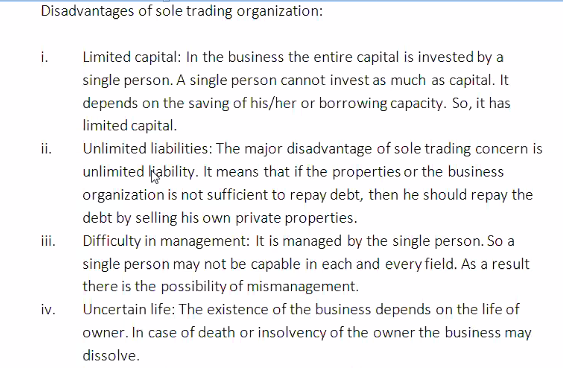 Disadvantages of sole trading organization:
i. Limited capital: In the business the entire capital is invested by a
single person. A single person cannot invest as much as capital. It
depends on the saving of his/her or borrowing capacity. So, it has
limited capital.
ii. Unlimited liabilities: The major disadvantage of sole trading concern is
unlimited liability. It means that if the properties or the business
organization is not sufficient to repay debt, then he should repay the
debt by selling his own private properties.
iii. Difficulty in management: It is managed by the single person. So a
single person may not be capable in each and every field. As a result
there is the possibility of mismanagement.
iv. Uncertain life: The existence of the business depends on the life of
owner. In case of death or insolvency of the owner the business may
dissolve.